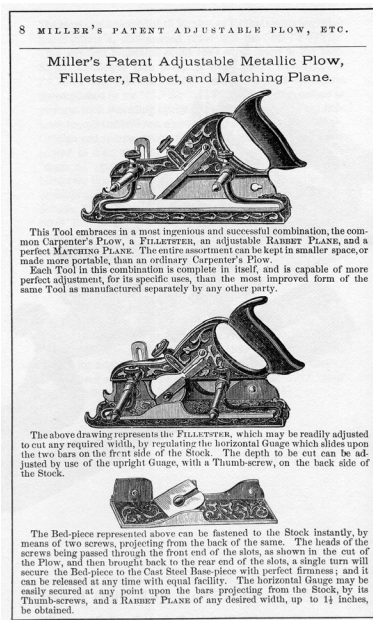 8 MILLER'S PATENT ADJUSTABLE PLOW, ETC.
Miller's Patent Adjustable Metallic Plow,
Filletster, Rabbet, and Matching Plane.
This Tool embraces in a most ingenious and successful combination, the com-
mon Carpenter's PLOW, a FILLETSTER, an adjustable RABBET PLANE, and a
perfect MATCHING PLANE. The entire assortment can be kept in smaller space, or
made more portable, than an ordinary Carpenter's Plow.
Each Tool in this combination is complete in itself, and is capable of more
perfect adjustment, for its specific uses, than the most improved form of the
same Tool as manufactured separately by any other party.
The above drawing represents the FILLETSTER, which may be readily adjusted
to cut any required width, by regulating the horizontal Guage which slides upon
the two bars on the frnt side of the Stock. The depth to be cut can be ad-
justed by use of the upright Guage, with a Thumb-screw, on the back side of
the Stock.
The Bed-piece represented above can be fastened to the Stock instantly, by
means of two screws, projecting from the back of the same. The heads of the
screws being passed through the front end of the slots, as shown in the cut of
the Plow, and then brought back to the rear end of the slots, a single turn will
secure the Bed-piece to the Cast Steel Base-piece with perfect firmness; and it
can be released at any time with equal facility. The horizontal Guage may be
easily secured at any point upon the bars projecting from the Stock, by its
Thumb-screws, and a RABBET PLANE of any desired width, up to 1½ inches,
be obtained.